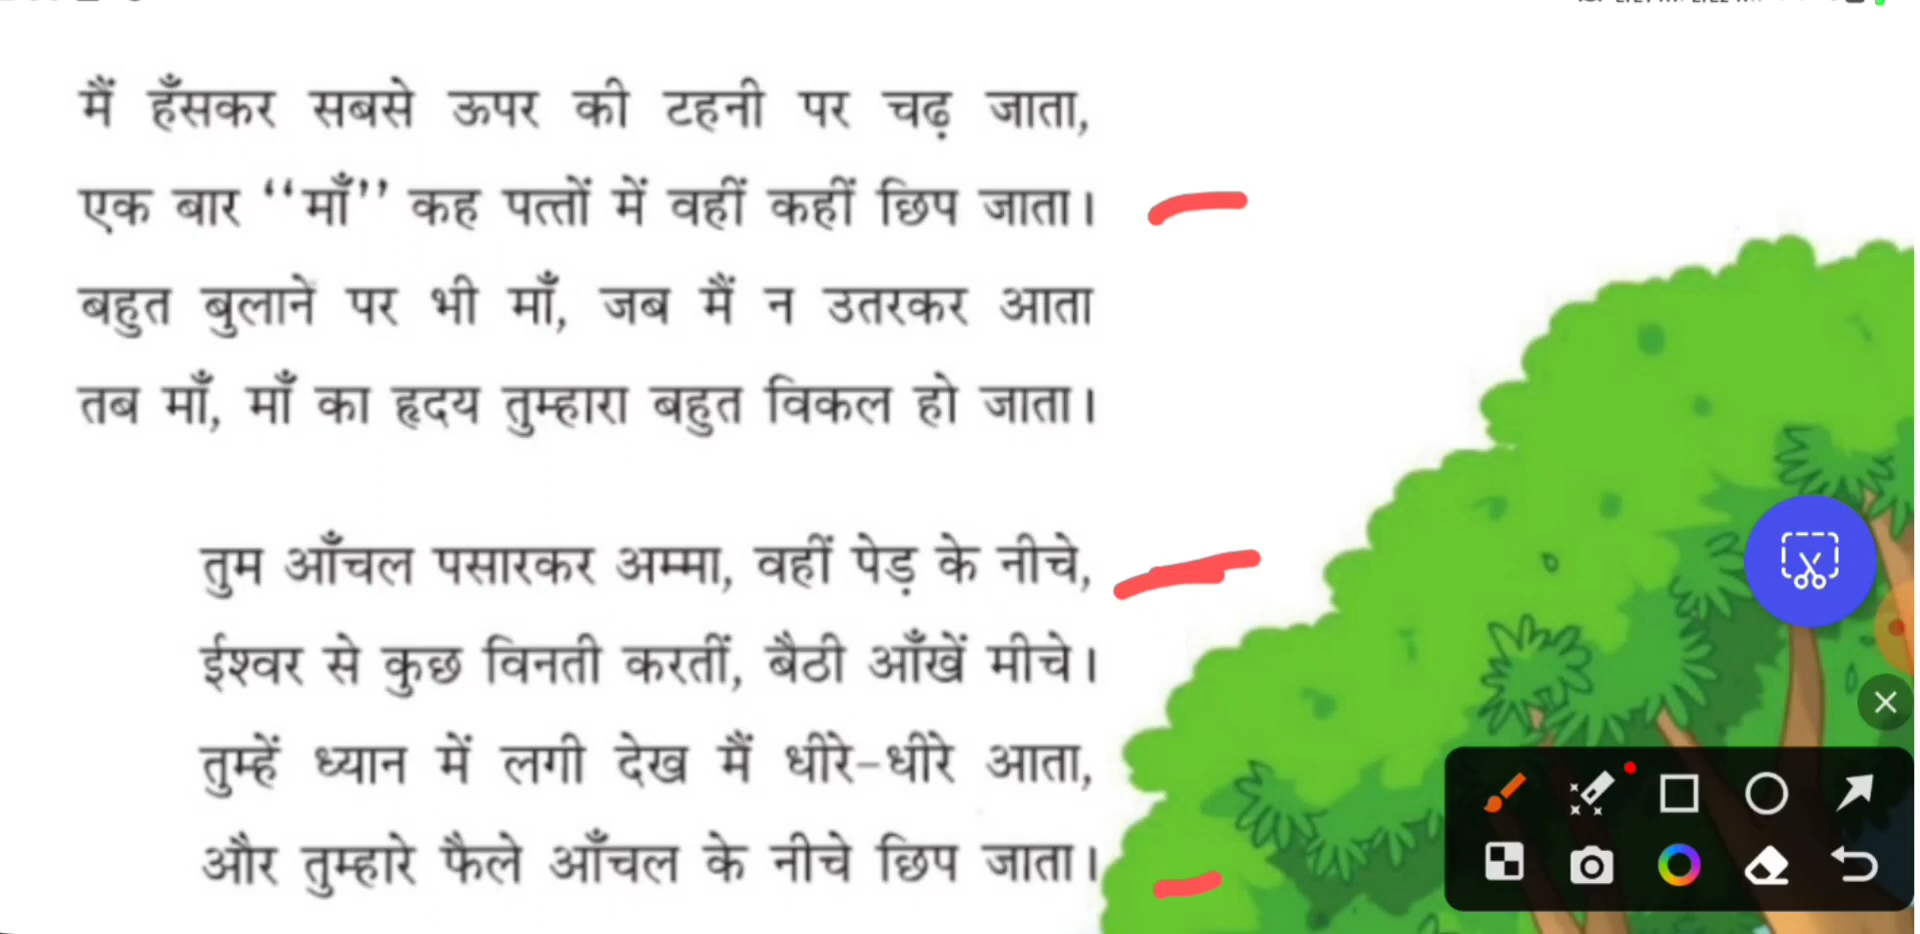 मैं हँसकर सबसे ऊपर की टहनी पर चढ़ जाता,
एक बार ‘‘माँ’’ कह पत्तों में वहीं कहीं छिप जाता।
बहुत बुलाने पर भी माँ, जब मैं न उतरकर आता
तब माँ, माँ का हृदय तुम्हारा बहुत विकल हो जाता।
तुम आँचल पसारकर अम्मा, वहीं पेड़ के नीचे,
ईश्वर से कुछ विनती करतीं, बैठी आँखें मीचे।
तुम्हें ध्यान में लगी देख मैं धीरे-धीरे आता,
और तुम्हारे फैले आँचल के नीचे छिप जाता।